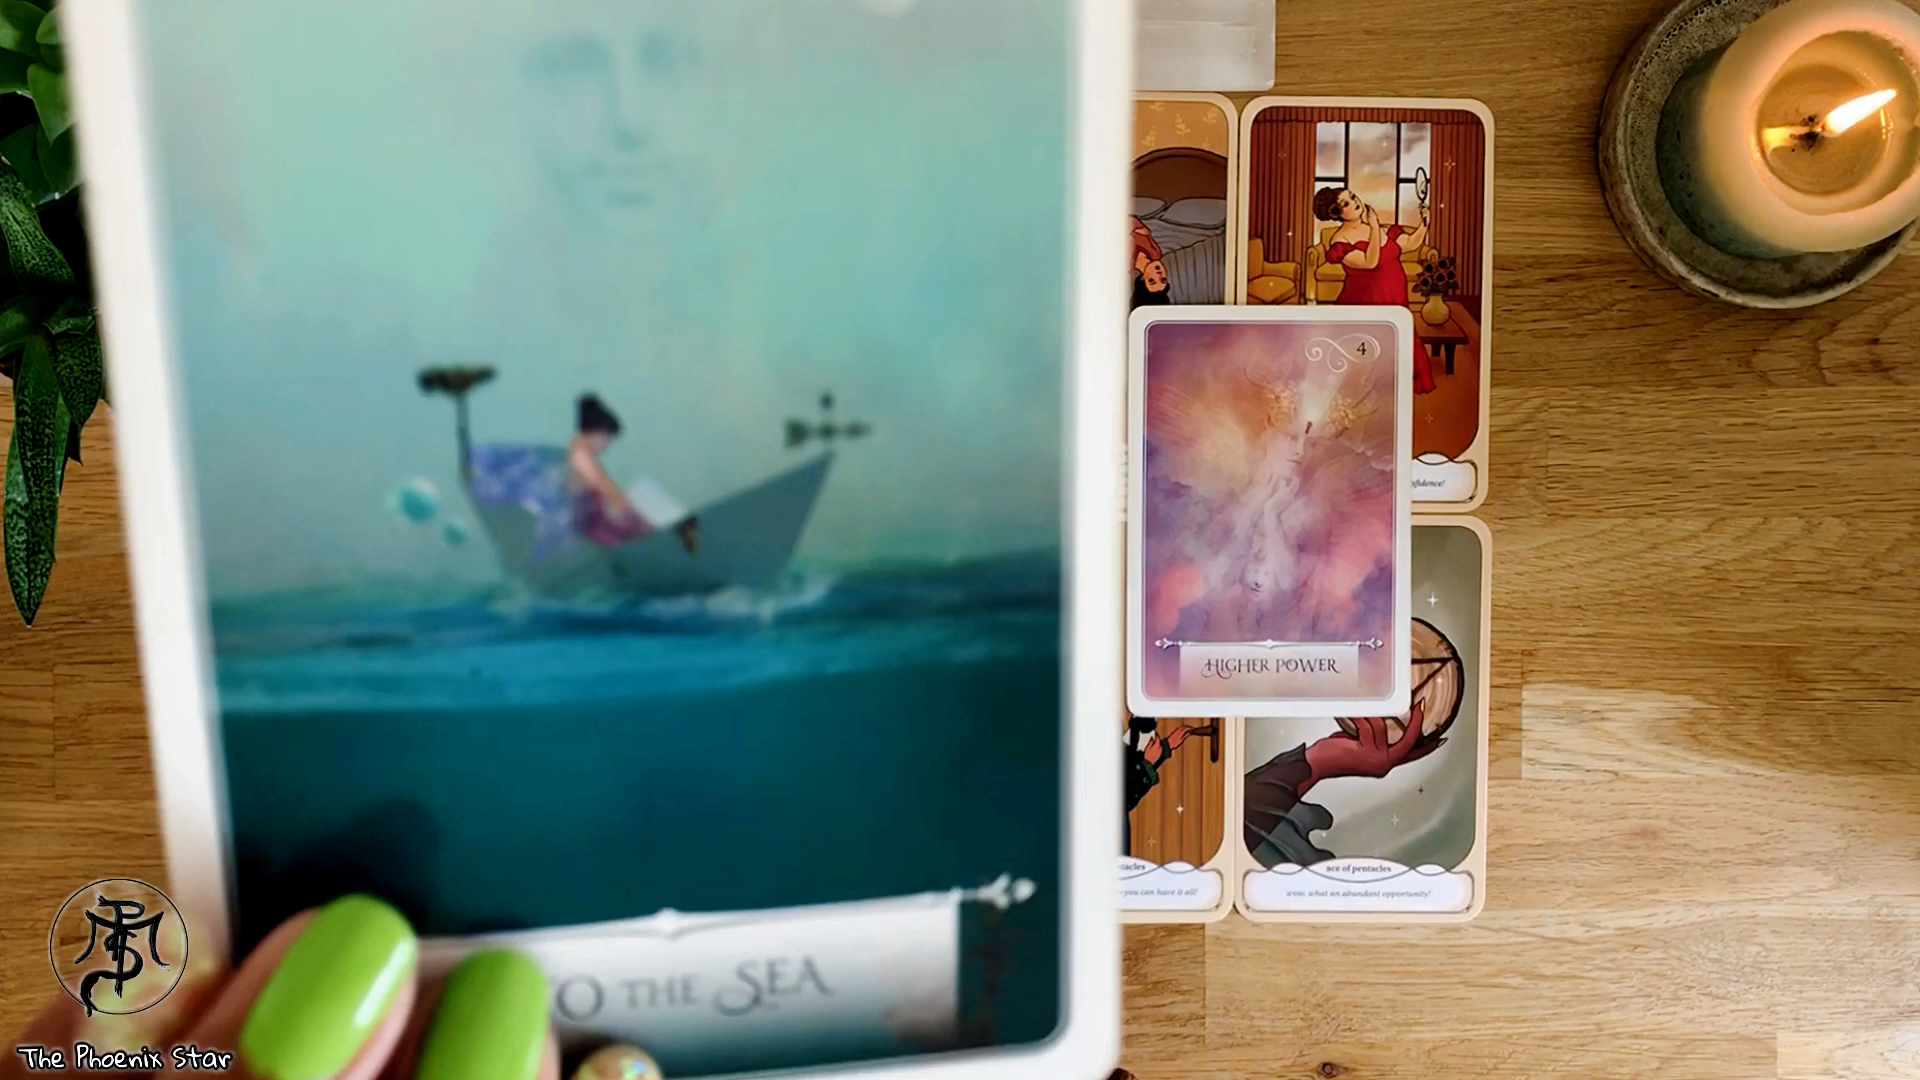 4
HIGHER POWER
TO THE SEA
ace of pentacles
wow, what an abundant opportunity!
—you can have it all!
The Phoenix Star